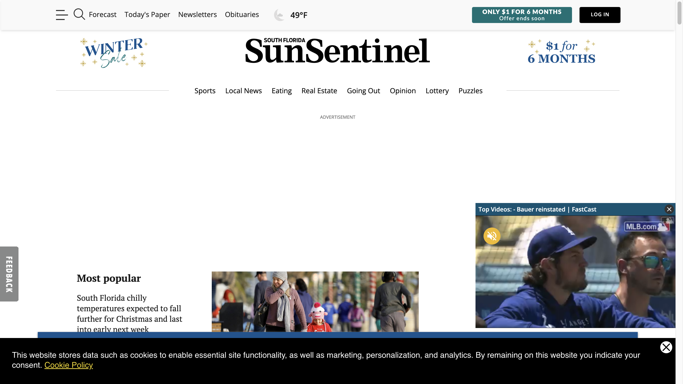 Forecast Today's Paper Newsletters Obituaries 49°F
ONLY $1 FOR 6 MONTHS
Offer ends soon
LOG IN
WINTER
Sale
SOUTH FLORIDA
SunSentinel
$1 for
6 MONTHS
Sports Local News Eating Real Estate Going Out Opinion Lottery Puzzles
ADVERTISEMENT
Top Videos: - Bauer reinstated | FastCast
MLB.com
FEEDBACK
Most popular
South Florida chilly
temperatures expected to fall
further for Christmas and last
into early next week
This website stores data such as cookies to enable essential site functionality, as well as marketing, personalization, and analytics. By remaining on this website you indicate your
consent. Cookie Policy